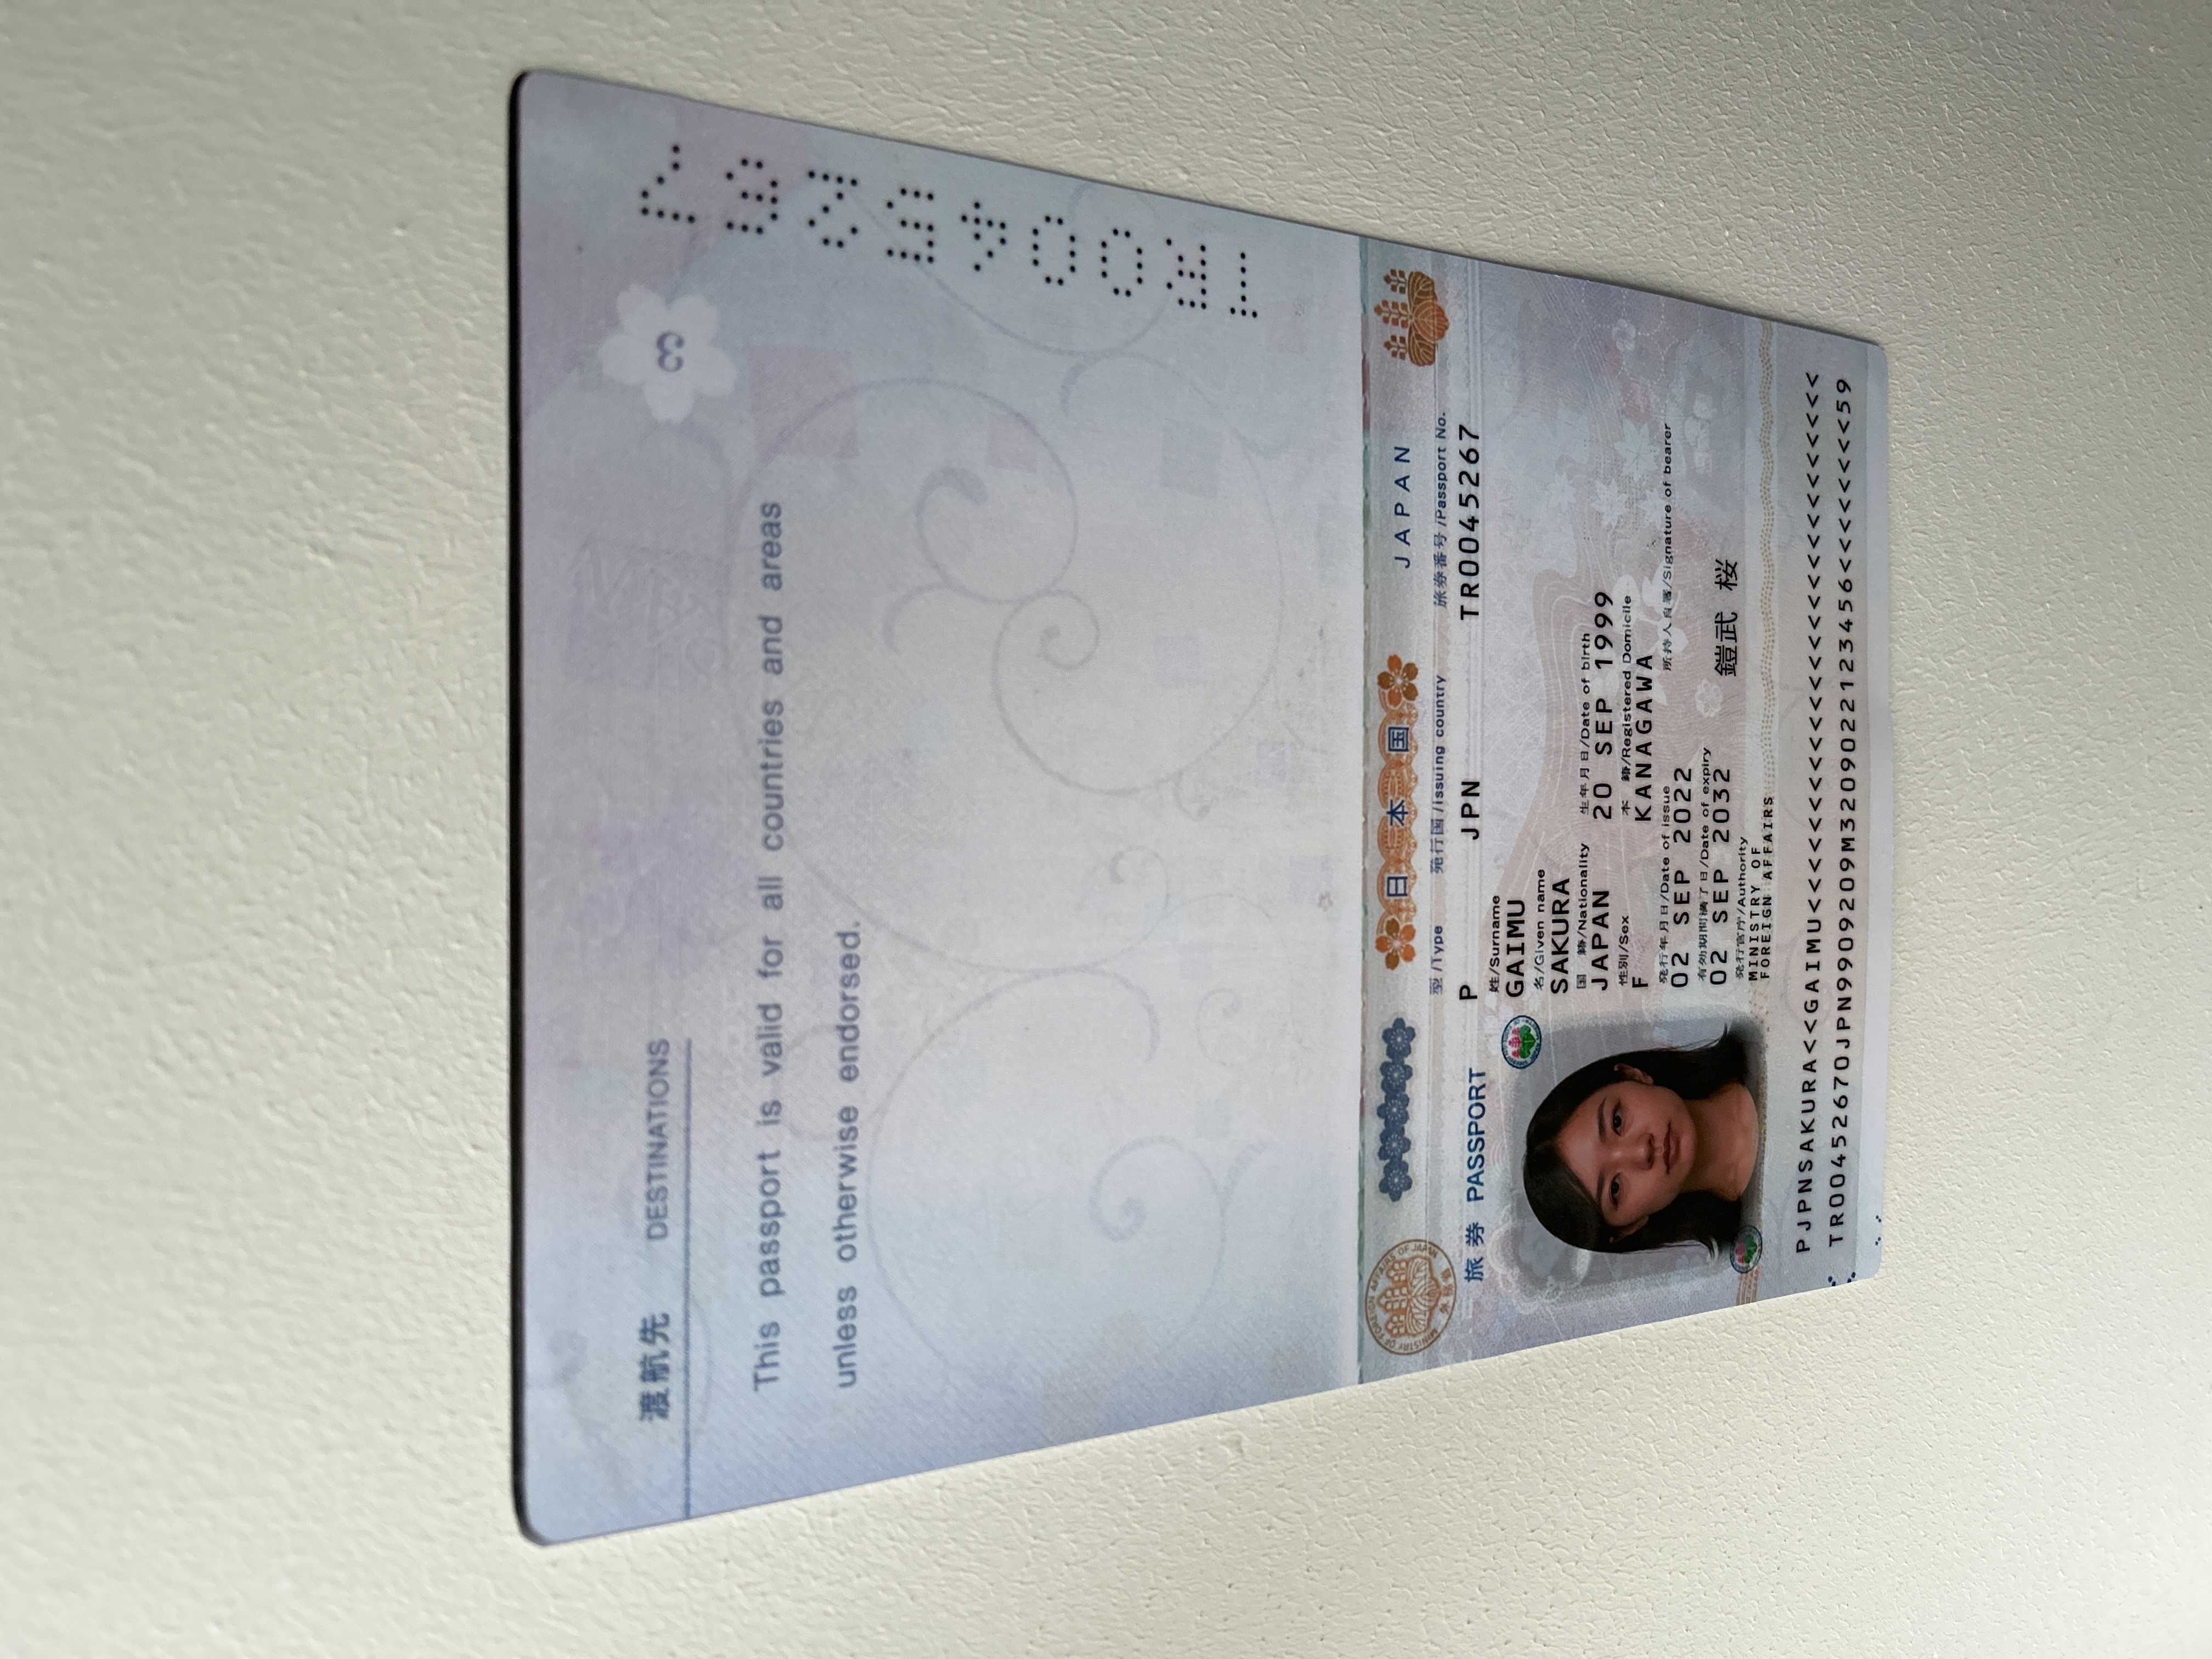 渡航先 DESTINATIONS
3
This passport is valid for all countries and areas
unless otherwise endorsed.
TR0045267
MINISTRY OF FOREIGN AFFAIRS OF JAPAN
外務省
日本国
JAPAN
型/Type 発行国/Issuing country 旅券番号/Passport No.
旅券 PASSPORT P JPN TR0045267
姓/Surname
GAIMU
名/Given name
SAKURA
国 籍/Nationality 生年月日/Date of birth
JAPAN 20 SEP 1999
性別/Sex 本 籍/Registered Domicile
F KANAGAWA
発行年月日/Date of issue 所持人自署/Signature of bearer
02 SEP 2022
有効期間満了日/Date of expiry
02 SEP 2032 鎧武 桜
発行官庁/Authority
MINISTRY OF
FOREIGN AFFAIRS
PJPNSAKURA<<GAIMU<<<<<<<<<<<<<<<<<<<<<<<<<<<
TR00452670JPN9909209M3209022123456<<<<<<<<59